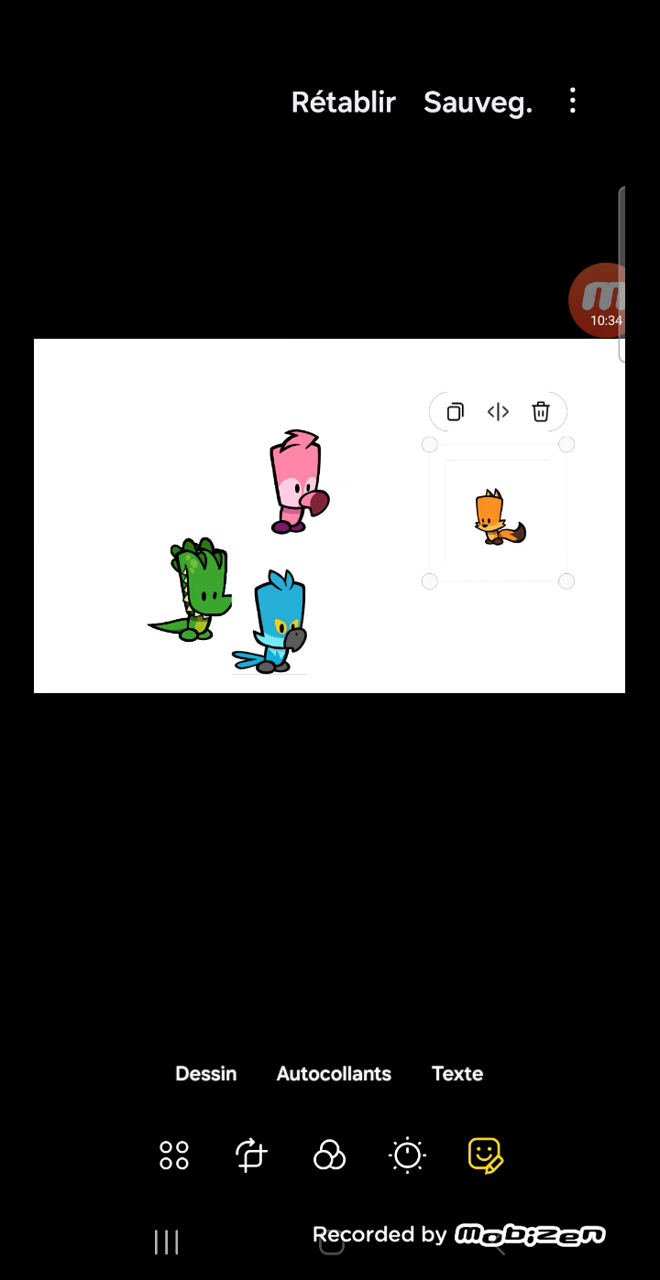 Rétablir Sauveg.
10:34
Dessin Autocollants Texte
Recorded by mobizen